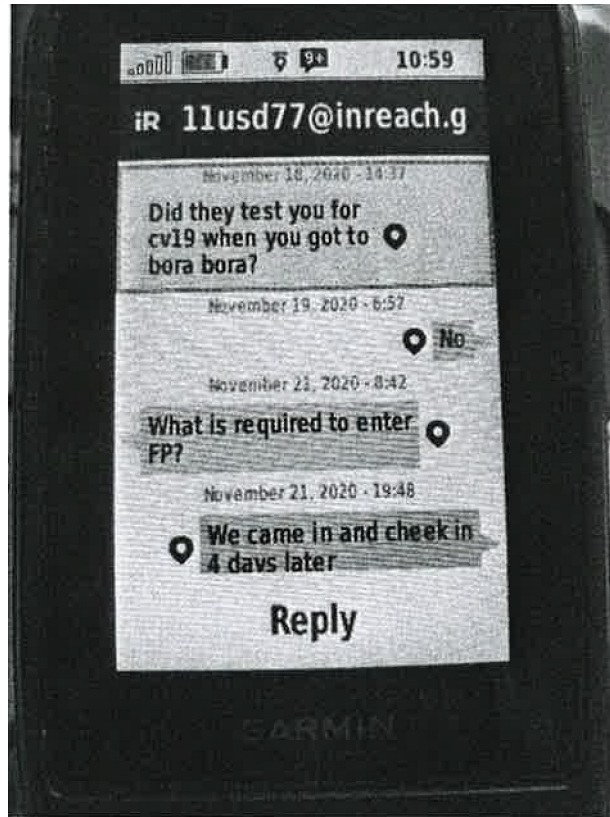 9+ 10:59
iR 11usd77@inreach.g
November 18, 2020 - 14:37
Did they test you for
cv19 when you got to
bora bora?
November 19, 2020 - 6:57
No
November 21, 2020 - 8:42
What is required to enter
FP?
November 21, 2020 - 19:48
We came in and cheek in
4 days later
Reply
GARMIN